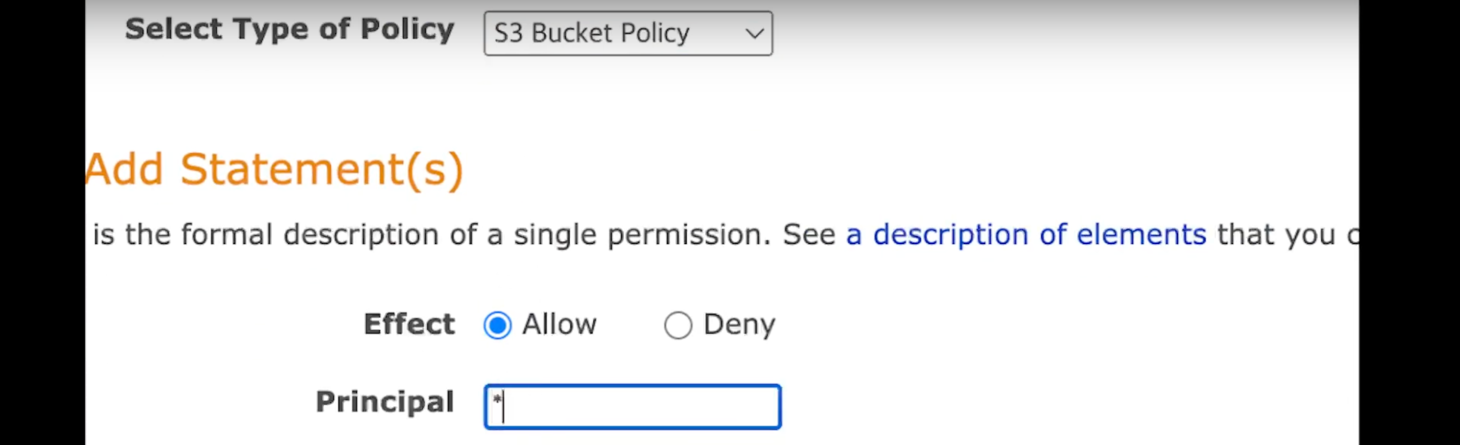 Select Type of Policy S3 Bucket Policy
Add Statement(s)
is the formal description of a single permission. See a description of elements that you
Effect Allow Deny
Principal *